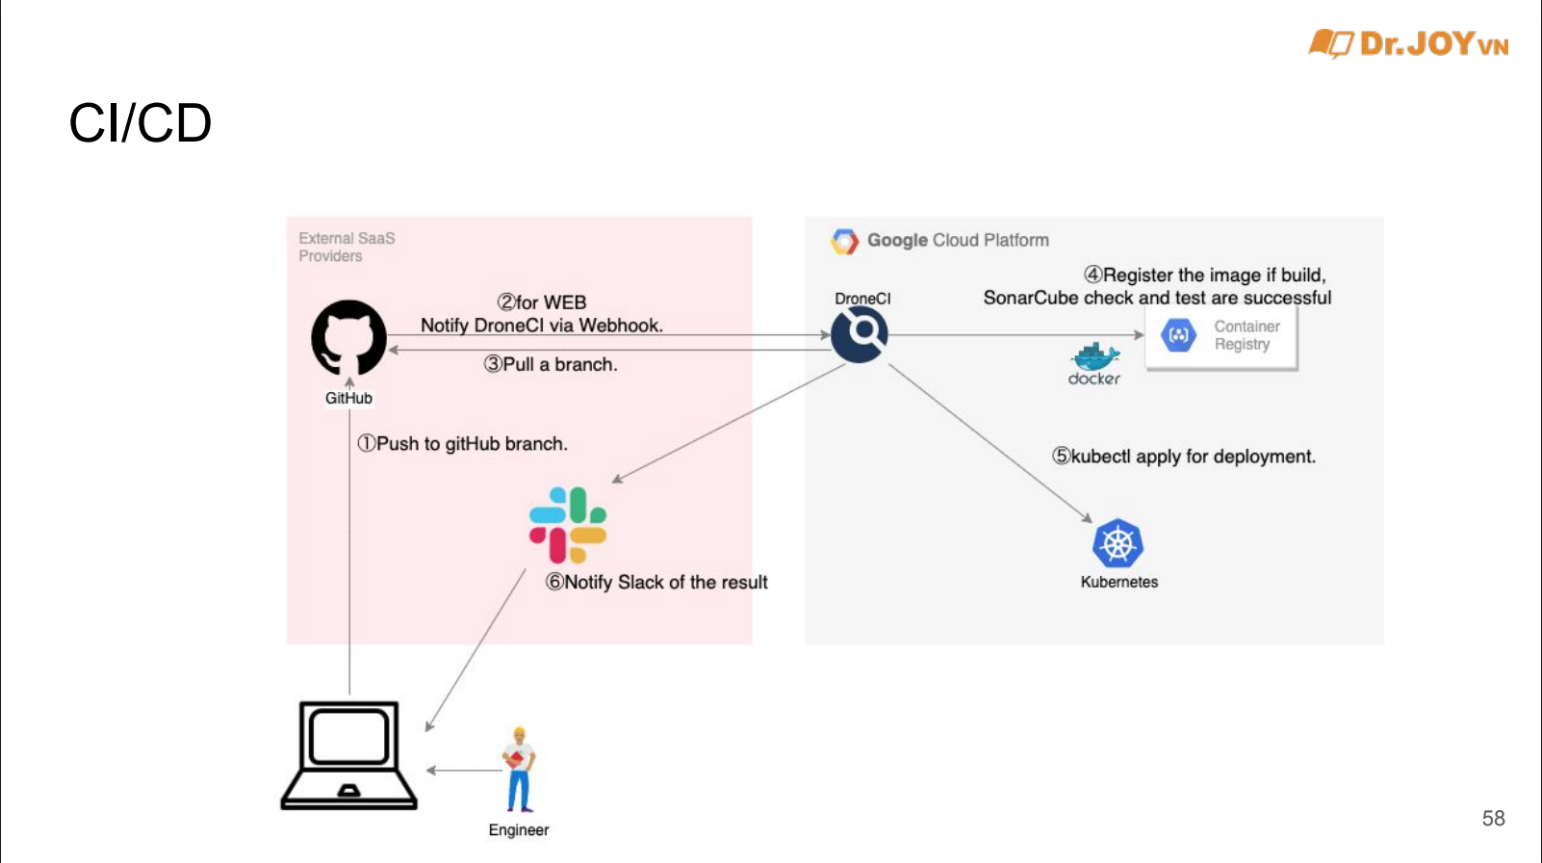 Dr.JOY VN
CI/CD
External SaaS
Providers
Google Cloud Platform
④Register the image if build,
SonarCube check and test are successful
DroneCI
②for WEB
Notify DroneCI via Webhook.
Container
Registry
③Pull a branch.
docker
GitHub
①Push to gitHub branch.
⑤kubectl apply for deployment.
⑥Notify Slack of the result
Kubernetes
Engineer
58